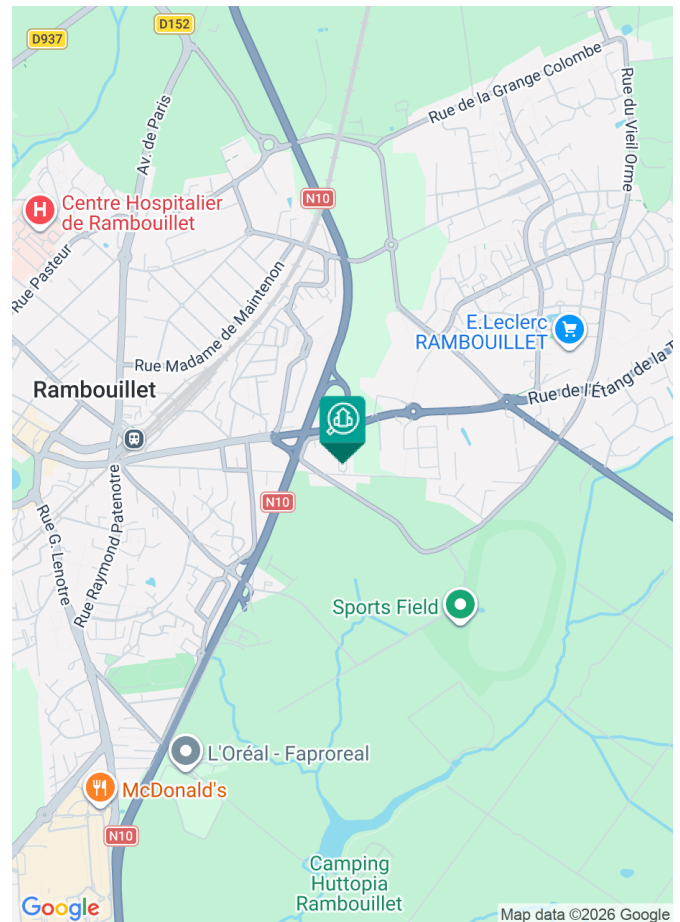 D152
D937
Av. de Paris
Rue de la Grange Colombe
Rue du Vieil Orme
N10
H
Centre Hospitalier
de Rambouillet
Rue Pasteur
Rue Madame de Maintenon
E.Leclerc
RAMBOUILLET
Rambouillet
Rue de l'Étang de la T
N10
Rue G. Lenotre
Rue Raymond Patenotre
Sports Field
L'Oréal - Faproreal
McDonald's
N10
Camping
Huttopia
Rambouillet
Google
Map data ©2026 Google